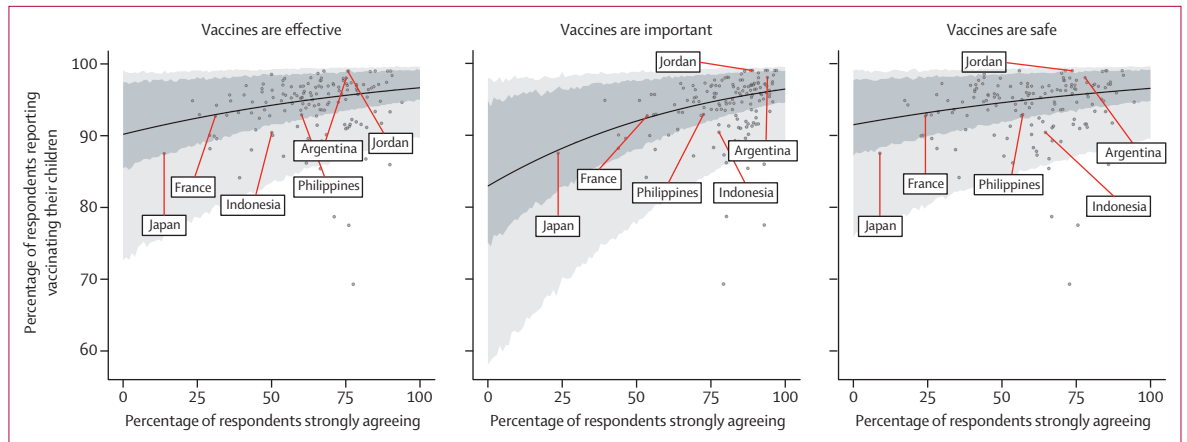 Vaccines are effective
Vaccines are important
Vaccines are safe
Percentage of respondents reporting
vaccinating their children
100
90
80
70
60
Jordan
Argentina
France
Philippines
Indonesia
Japan
0
25
50
75
100
Percentage of respondents strongly agreeing
Jordan
Argentina
France
Philippines
Indonesia
Japan
0
25
50
75
100
Percentage of respondents strongly agreeing
Jordan
Argentina
France
Philippines
Indonesia
Japan
0
25
50
75
100
Percentage of respondents strongly agreeing